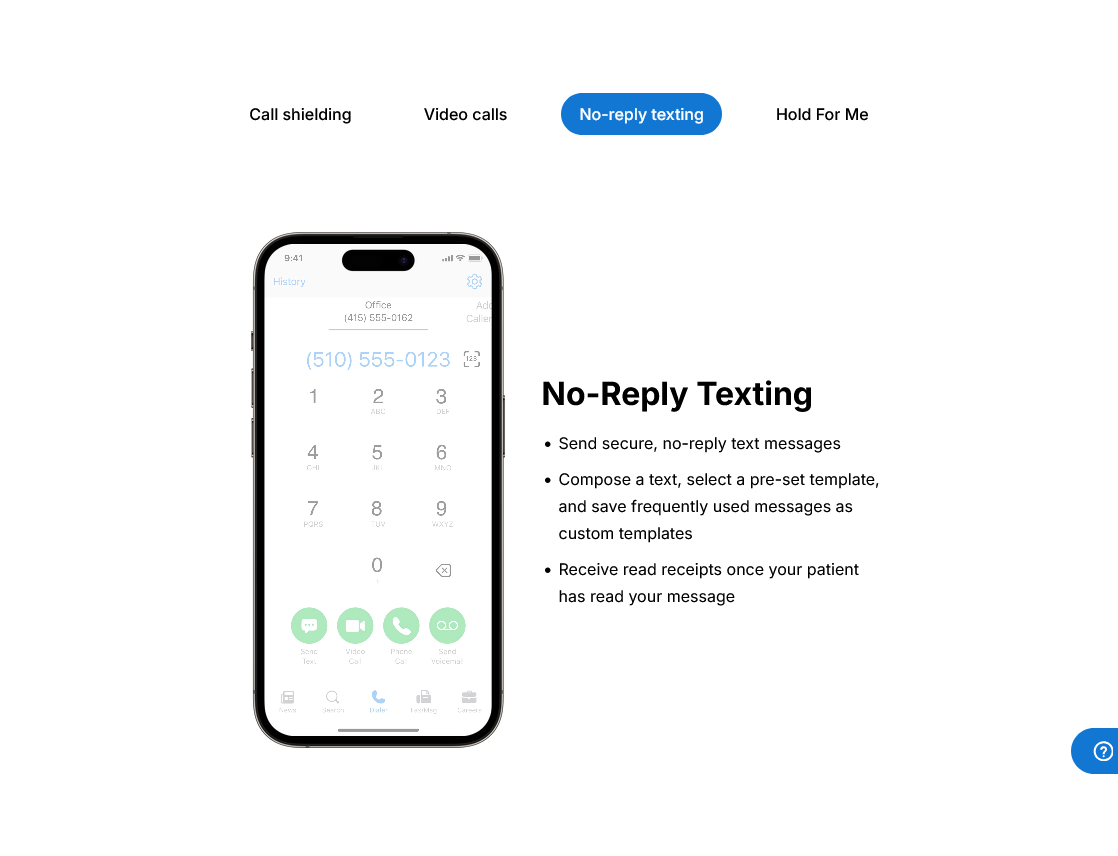 Call shielding
Video calls
No-reply texting
Hold For Me
9:41
History
Office
(415) 555-0162
Add
Caller
(510) 555-0123
123
1
2
ABC
3
DEF
4
GHI
5
JKL
6
MNO
7
PQRS
8
TUV
9
WXYZ
0
+
Send
Text
Video
Call
Phone
Call
Send
Voicemail
News
Search
Dialer
Fax/Msg
Careers
No-Reply Texting
• Send secure, no-reply text messages
• Compose a text, select a pre-set template,
and save frequently used messages as
custom templates
• Receive read receipts once your patient
has read your message